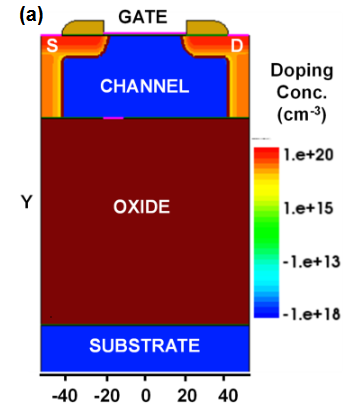 (a)
GATE
S
D
CHANNEL
Doping
Conc.
(cm-3)
1.e+20
1.e+15
-1.e+13
-1.e+18
Y
OXIDE
SUBSTRATE
-40 -20 0 20 40